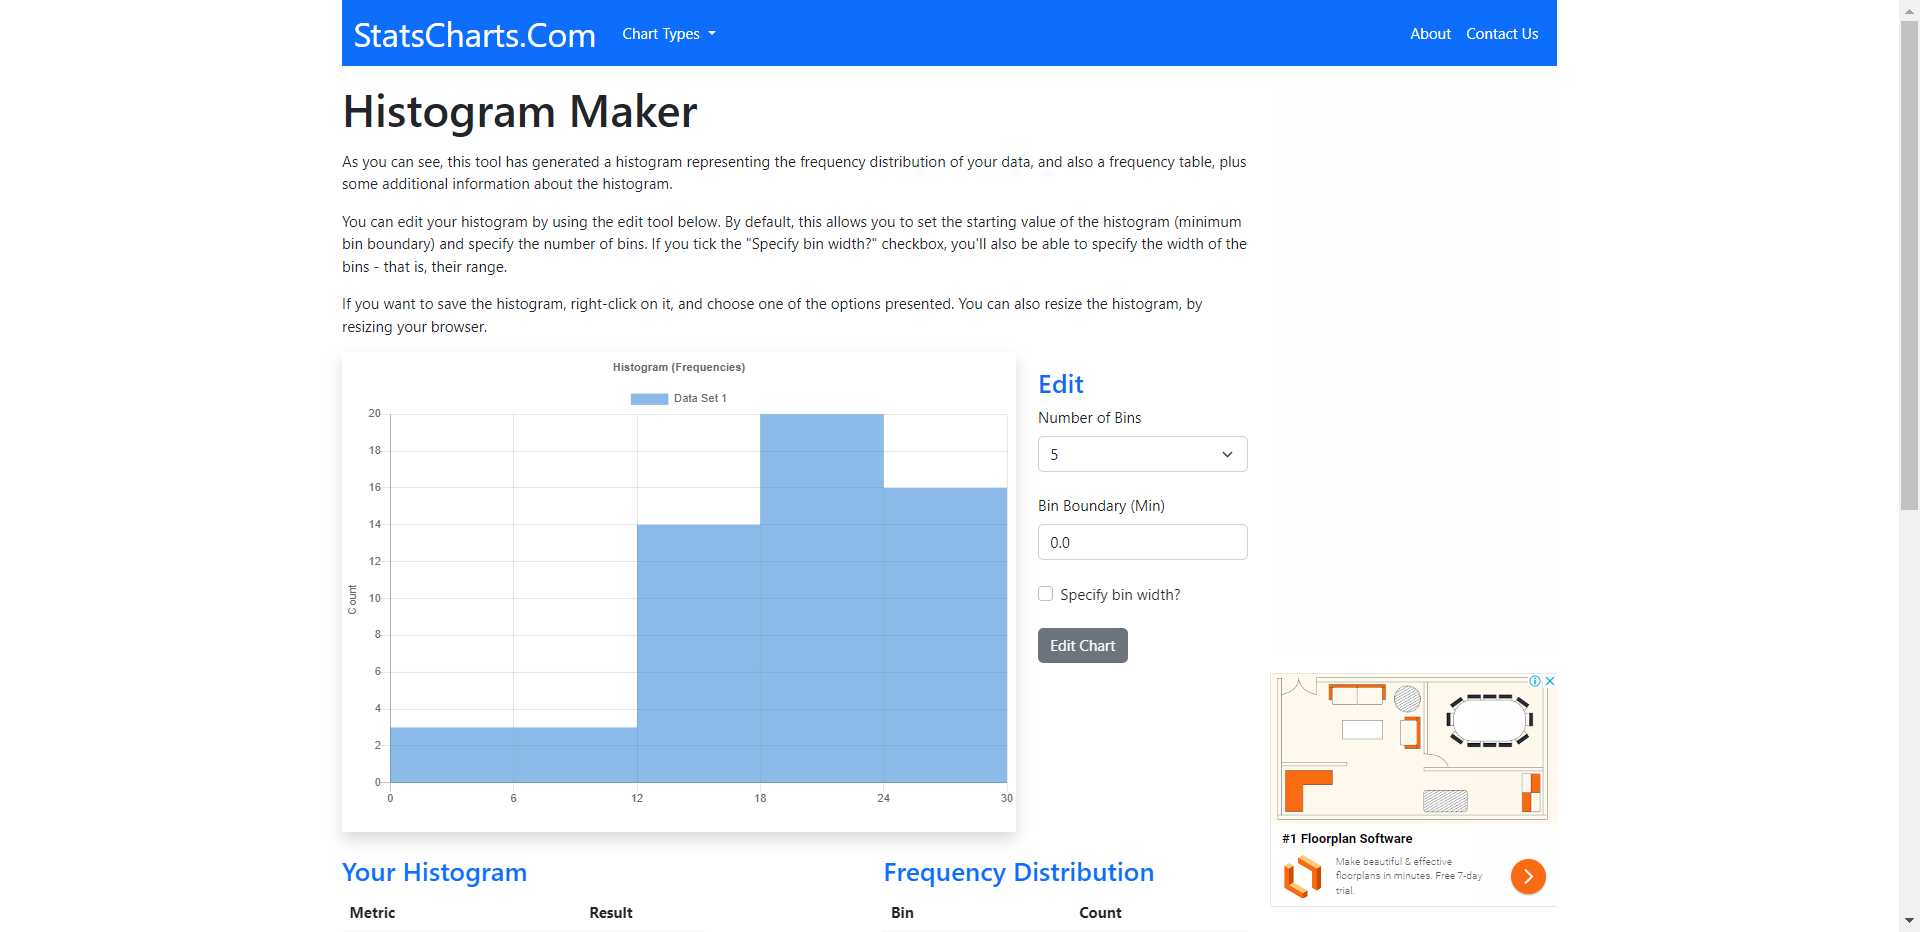 StatsCharts.Com Chart Types About Contact Us
Histogram Maker
As you can see, this tool has generated a histogram representing the frequency distribution of your data, and also a frequency table, plus
some additional information about the histogram.
You can edit your histogram by using the edit tool below. By default, this allows you to set the starting value of the histogram (minimum
bin boundary) and specify the number of bins. If you tick the "Specify bin width?" checkbox, you'll also be able to specify the width of the
bins - that is, their range.
If you want to save the histogram, right-click on it, and choose one of the options presented. You can also resize the histogram, by
resizing your browser.
Histogram (Frequencies)
Data Set 1
20
18
16
14
12
10
8
6
4
2
0
Count
0 6 12 18 24 30
Edit
Number of Bins
5
Bin Boundary (Min)
0.0
Specify bin width?
Edit Chart
#1 Floorplan Software
Make beautiful & effective
floorplans in minutes. Free 7-day
trial.
Your Histogram
Metric Result
Frequency Distribution
Bin Count